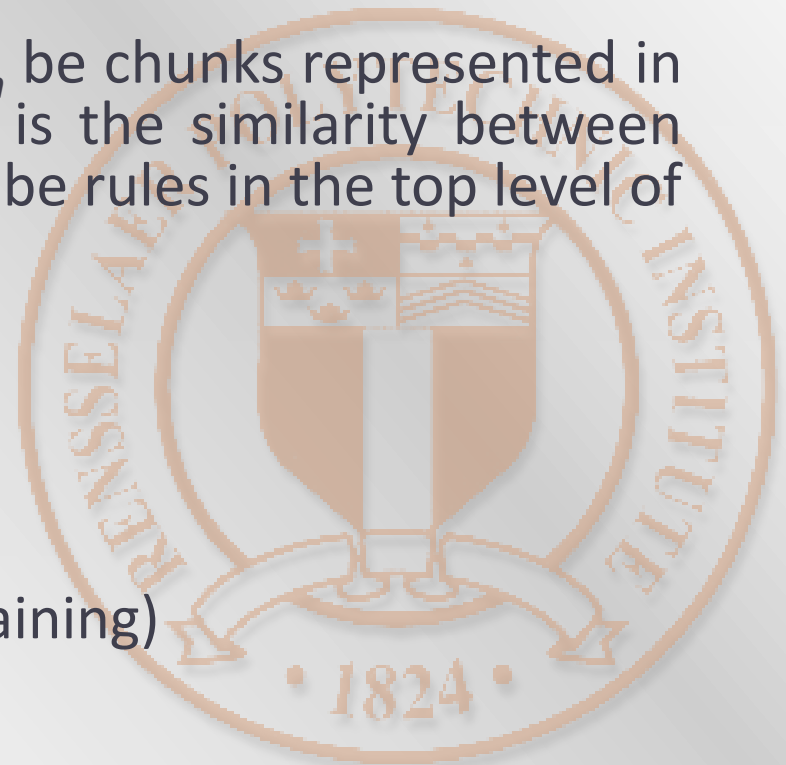 , be chunks represented in
is the similarity between
be rules in the top level of
aining)
RENSSELAER POLYTECHNIC INSTITUTE
• 1824 •